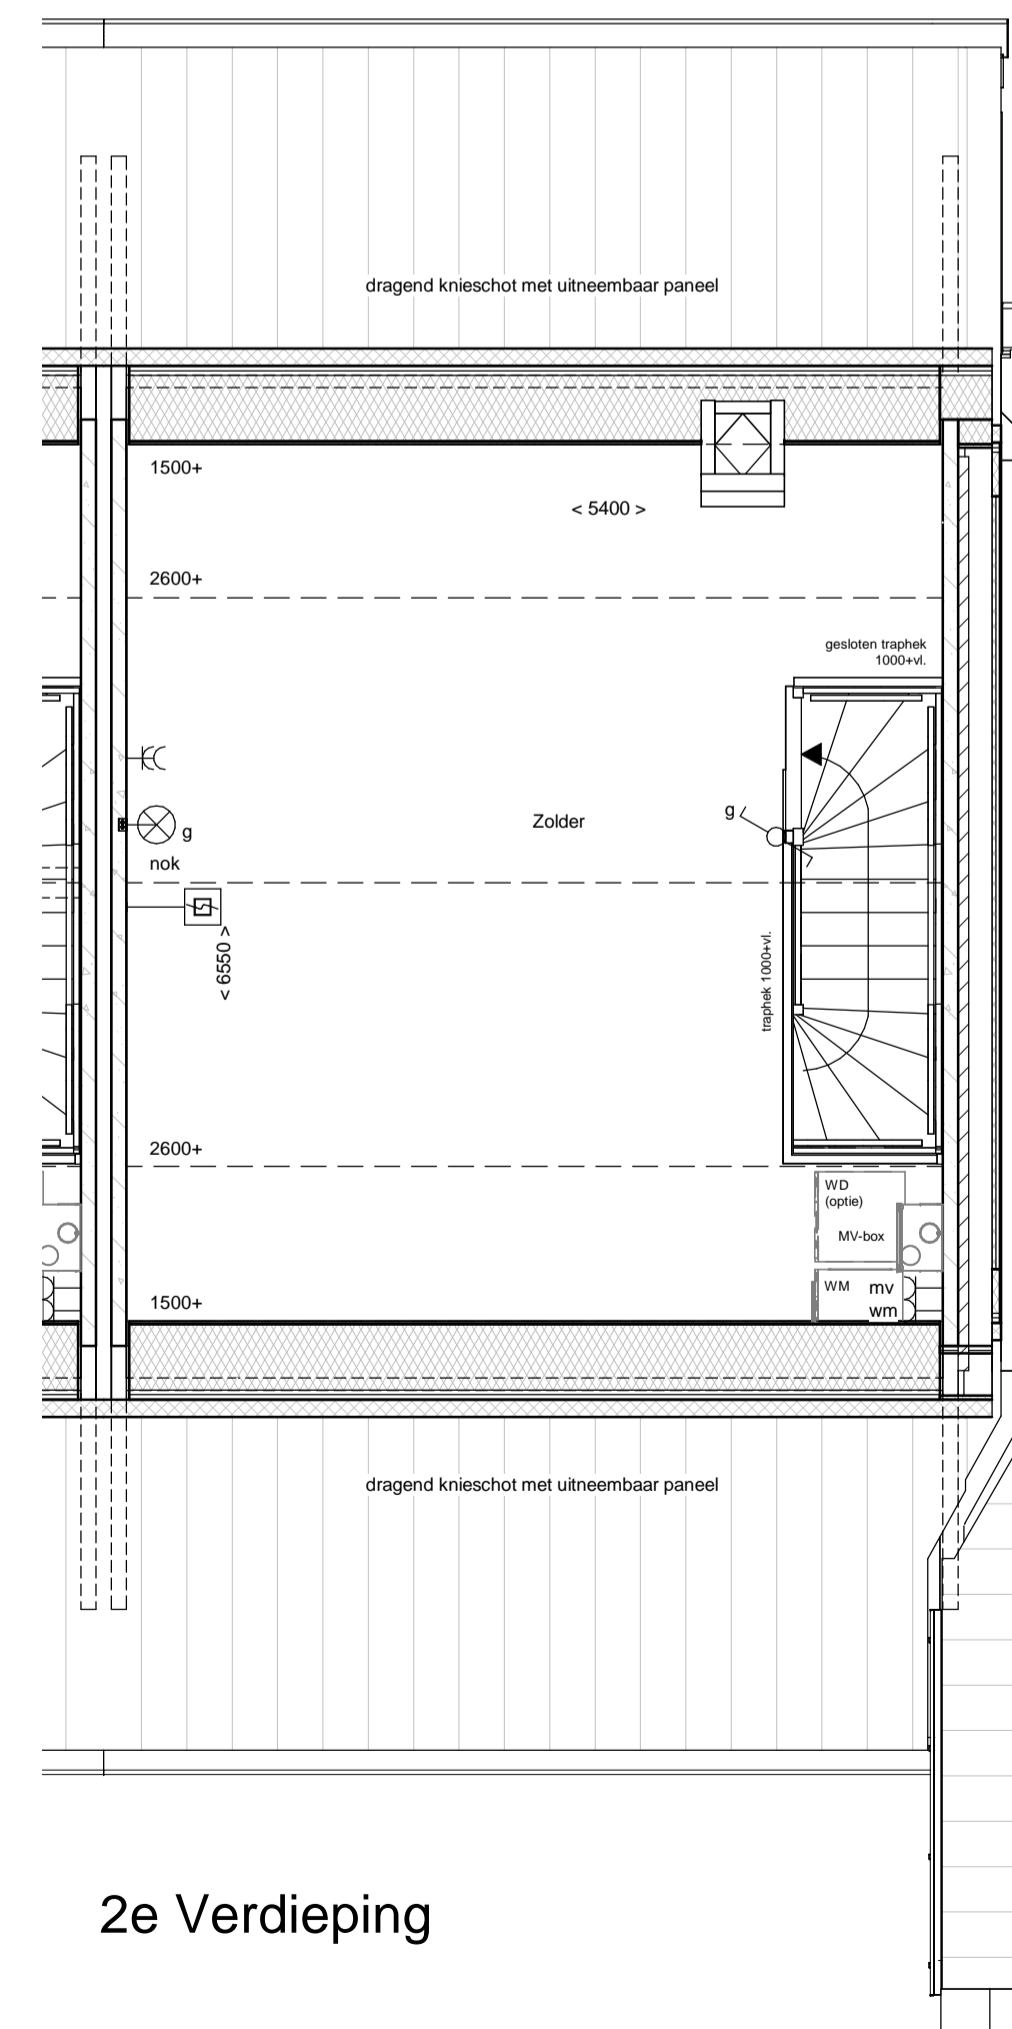 dragend knieschot met uitneembaar paneel
1500+
< 5400 >
2600+
gesloten traphek
1000+vl.
g
Zolder
g
nok
< 6550 >
traphek 1000+vl.
2600+
WD
(optie)
MV-box
WM
mv
wm
1500+
dragend knieschot met uitneembaar paneel
2e Verdieping